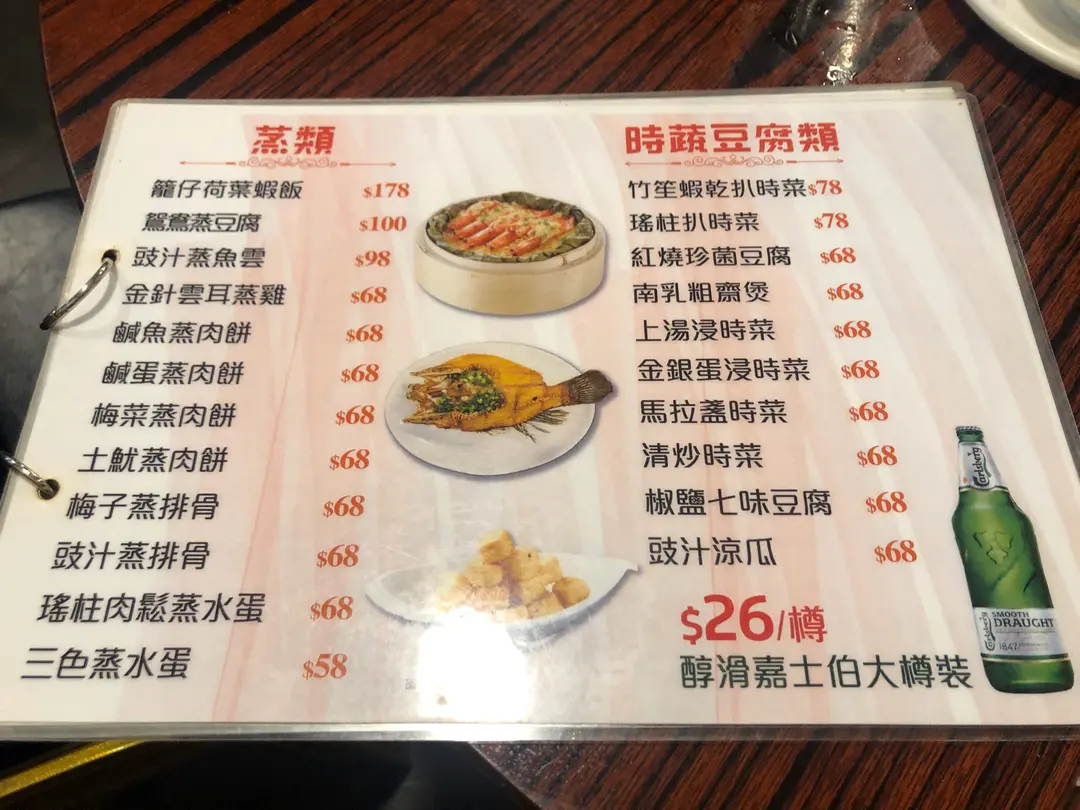 蒸類
籠仔荷葉蝦飯 $178
鴛鴦蒸豆腐 $100
豉汁蒸魚雲 $98
金針雲耳蒸雞 $68
鹹魚蒸肉餅 $68
鹹蛋蒸肉餅 $68
梅菜蒸肉餅 $68
土魷蒸肉餅 $68
梅子蒸排骨 $68
豉汁蒸排骨 $68
瑤柱肉鬆蒸水蛋 $68
三色蒸水蛋 $58
時蔬豆腐類
竹笙蝦乾扒時菜 $78
瑤柱扒時菜 $78
紅燒珍菌豆腐 $68
南乳粗齋煲 $68
上湯浸時菜 $68
金銀蛋浸時菜 $68
馬拉盞時菜 $68
清炒時菜 $68
椒鹽七味豆腐 $68
豉汁涼瓜 $68
$26/樽
醇滑嘉士伯大樽裝
Carlsberg
Carlsberg
SMOOTH
DRAUGHT
1847